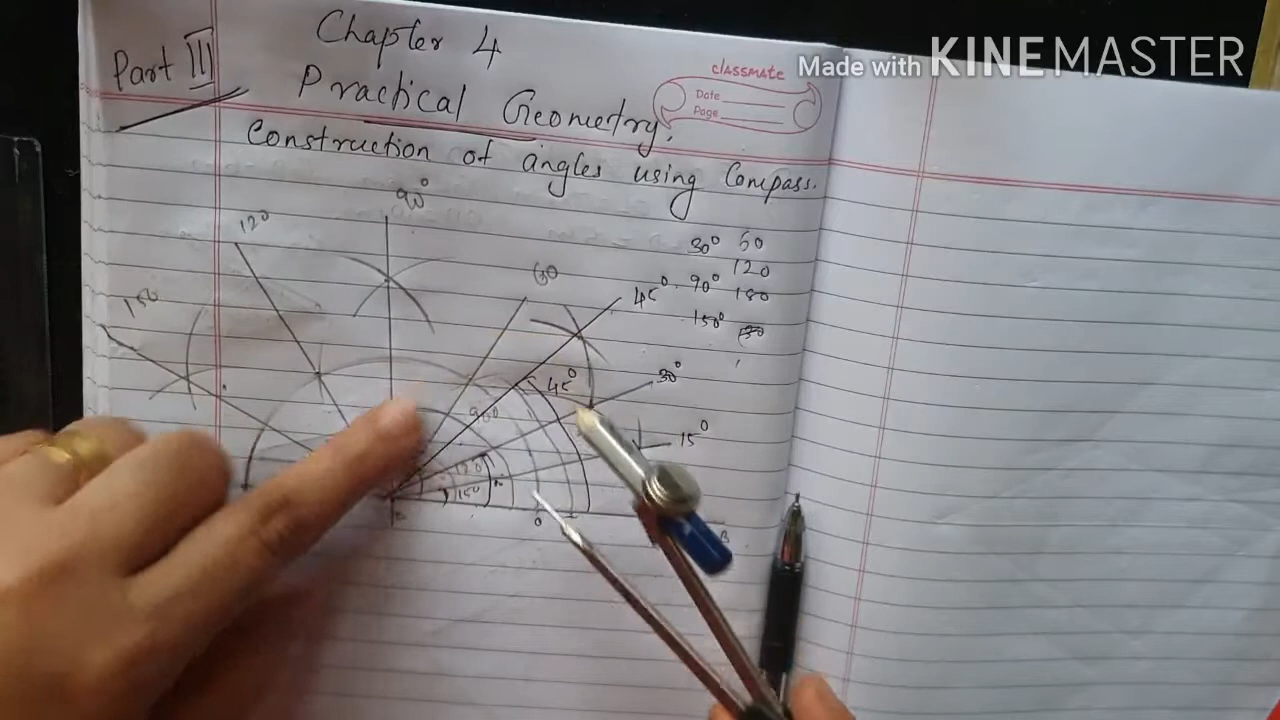 Made with KINEMASTER
Chapter 4
Part III
Practical Geometry.
classmate
Date
Page
Construction of angles using Compass.
90°
120
150
60
45°
30°
15°
45°
90°
120
150
30° 60
120
90° 180
150°
B